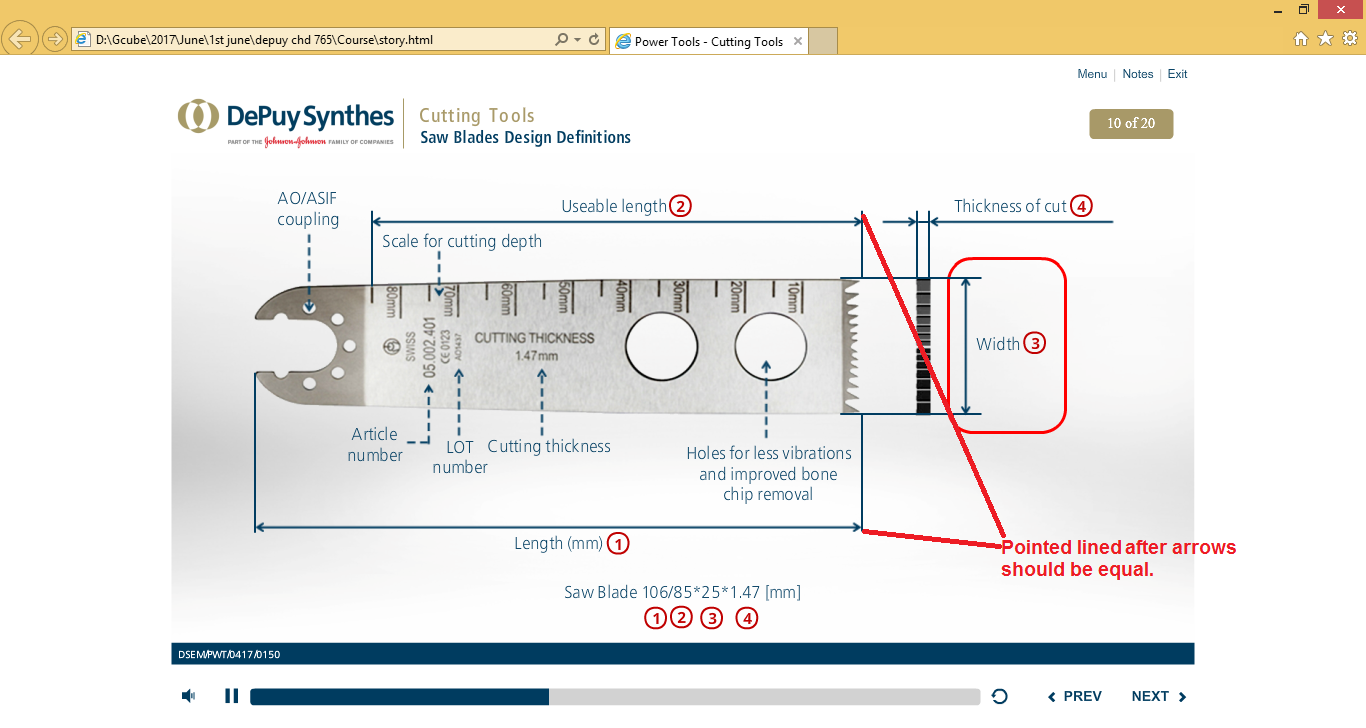 D:\Gcube\2017\June\1st june\depuy chd 765\Course\story.html
Power Tools - Cutting Tools
Menu | Notes | Exit
DePuy Synthes
PART OF THE Johnson & Johnson FAMILY OF COMPANIES
Cutting Tools
Saw Blades Design Definitions
10 of 20
AO/ASIF
coupling
Useable length 2
Thickness of cut 4
Scale for cutting depth
80mm
70mm
60mm
50mm
40mm
30mm
20mm
10mm
SWISS
05.002.401
CE 0123
AO1437
CUTTING THICKNESS
1.47mm
Width 3
Article
number
LOT
number
Cutting thickness
Holes for less vibrations
and improved bone
chip removal
Length (mm) 1
Pointed lined after arrows
should be equal.
Saw Blade 106/85*25*1.47 [mm]
1 2 3 4
DSEM/PWT/0417/0150
PREV
NEXT